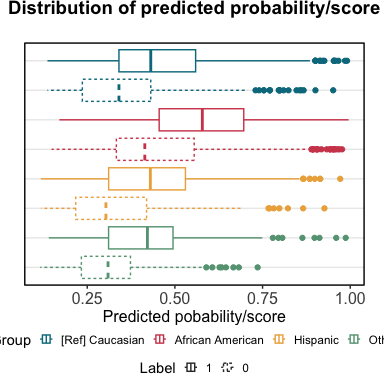 Distribution of predicted probability/score
0.25 0.50 0.75 1.00
Predicted pobability/score
Group [Ref] Caucasian African American Hispanic Oth
Label 1 0